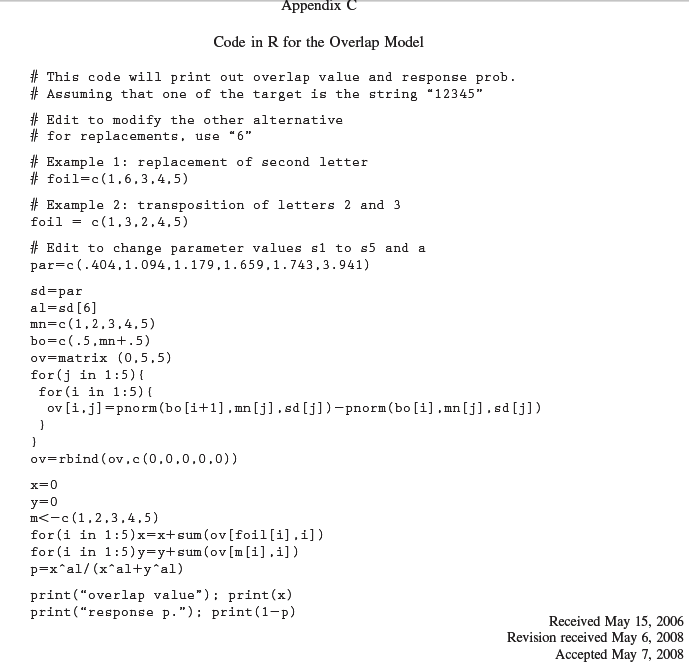 Appendix C
Code in R for the Overlap Model
# This code will print out overlap value and response prob.
# Assuming that one of the target is the string “12345”
# Edit to modify the other alternative
# for replacements, use “6”
# Example 1: replacement of second letter
# foil=c(1,6,3,4,5)
# Example 2: transposition of letters 2 and 3
foil = c(1,3,2,4,5)
# Edit to change parameter values s1 to s5 and a
par=c(.404,1.094,1.179,1.659,1.743,3.941)
sd=par
al=sd[6]
mn=c(1,2,3,4,5)
bo=c(.5,mn+.5)
ov=matrix (0,5,5)
for(j in 1:5){
for(i in 1:5){
ov[i,j]=pnorm(bo[i+1],mn[j],sd[j])−pnorm(bo[i],mn[j],sd[j])
}
}
ov=rbind(ov,c(0,0,0,0,0))
x=0
y=0
m<−c(1,2,3,4,5)
for(i in 1:5)x=x+sum(ov[foil[i],i])
for(i in 1:5)y=y+sum(ov[m[i],i])
p=x^al/(x^al+y^al)
print(“overlap value”); print(x)
print(“response p.”); print(1−p)
Received May 15, 2006
Revision received May 6, 2008
Accepted May 7, 2008